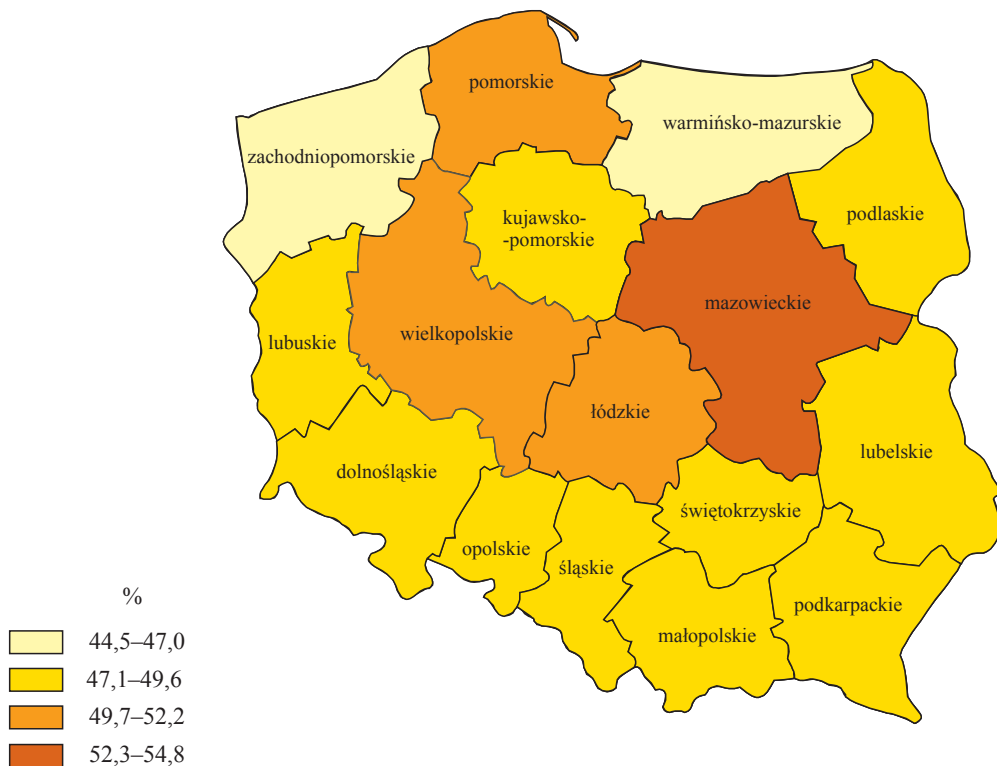 pomorskie
warmińsko-mazurskie
zachodniopomorskie
podlaskie
kujawsko-
-pomorskie
mazowieckie
wielkopolskie
lubuskie
łódzkie
lubelskie
dolnośląskie
świętokrzyskie
opolskie
śląskie
podkarpackie
małopolskie
%
44,5–47,0
47,1–49,6
49,7–52,2
52,3–54,8